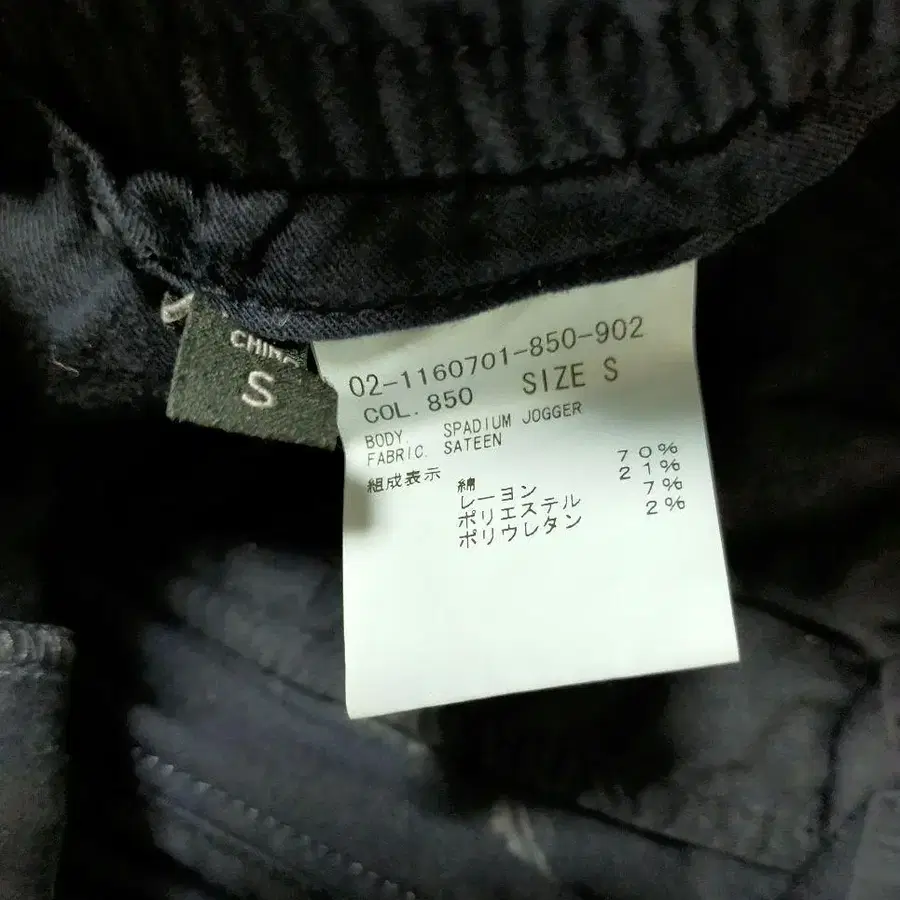 S
02-1160701-850-902
COL. 850 SIZE S
BODY. SPADIUM JOGGER
FABRIC. SATEEN
組成表示 綿 70%
レーヨン 21%
ポリエステル 7%
ポリウレタン 2%